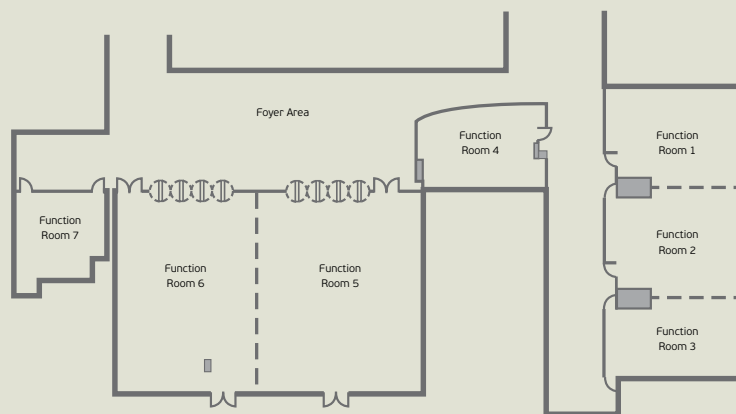 Foyer Area
Function
Room 4
Function
Room 1
Function
Room 7
Function
Room 2
Function
Room 6
Function
Room 5
Function
Room 3